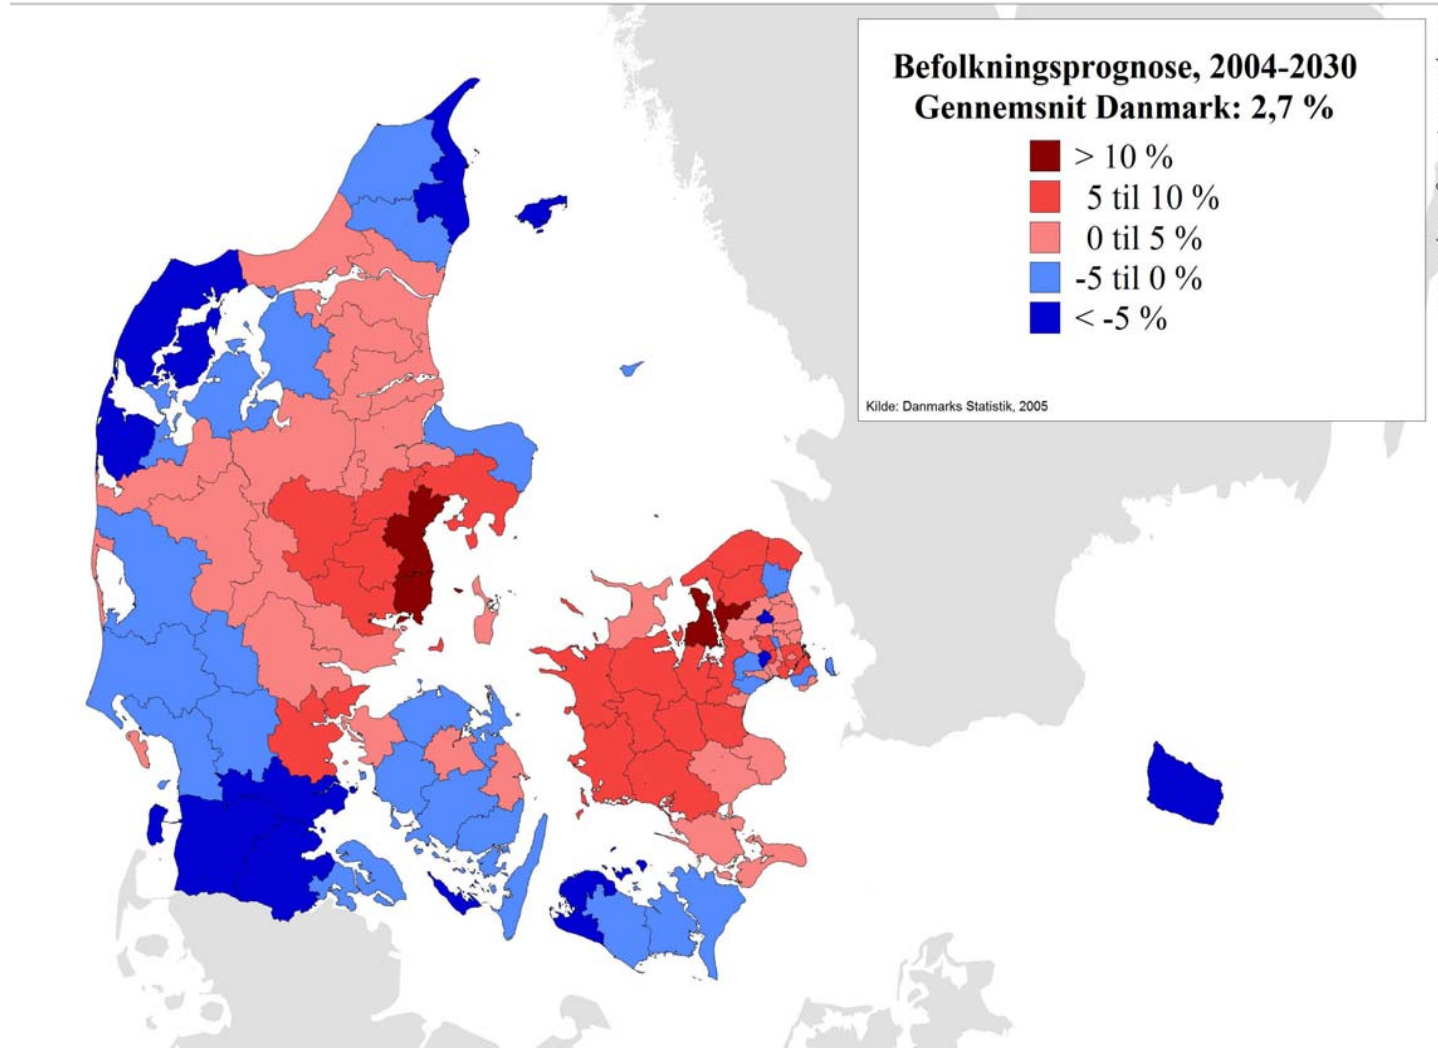 Befolkningsprognose, 2004-2030
Gennemsnit Danmark: 2,7 %
> 10 %
5 til 10 %
0 til 5 %
-5 til 0 %
< -5 %
Kilde: Danmarks Statistik, 2005